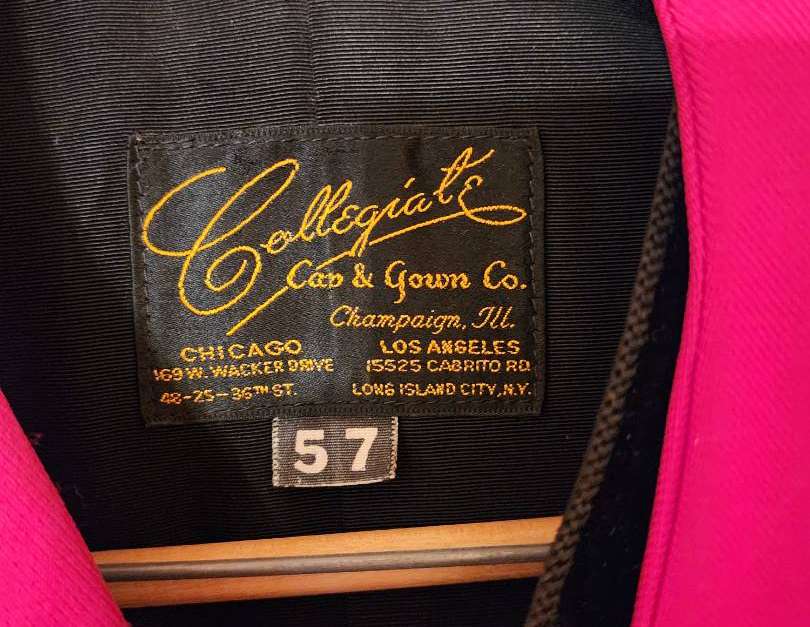 Collegiate
Cap & Gown Co.
Champaign, Ill.
CHICAGO LOS ANGELES
169 W. WACKER DRIVE 15525 CABRITO RD.
48-25-36TH ST. LONG ISLAND CITY, N.Y.
57